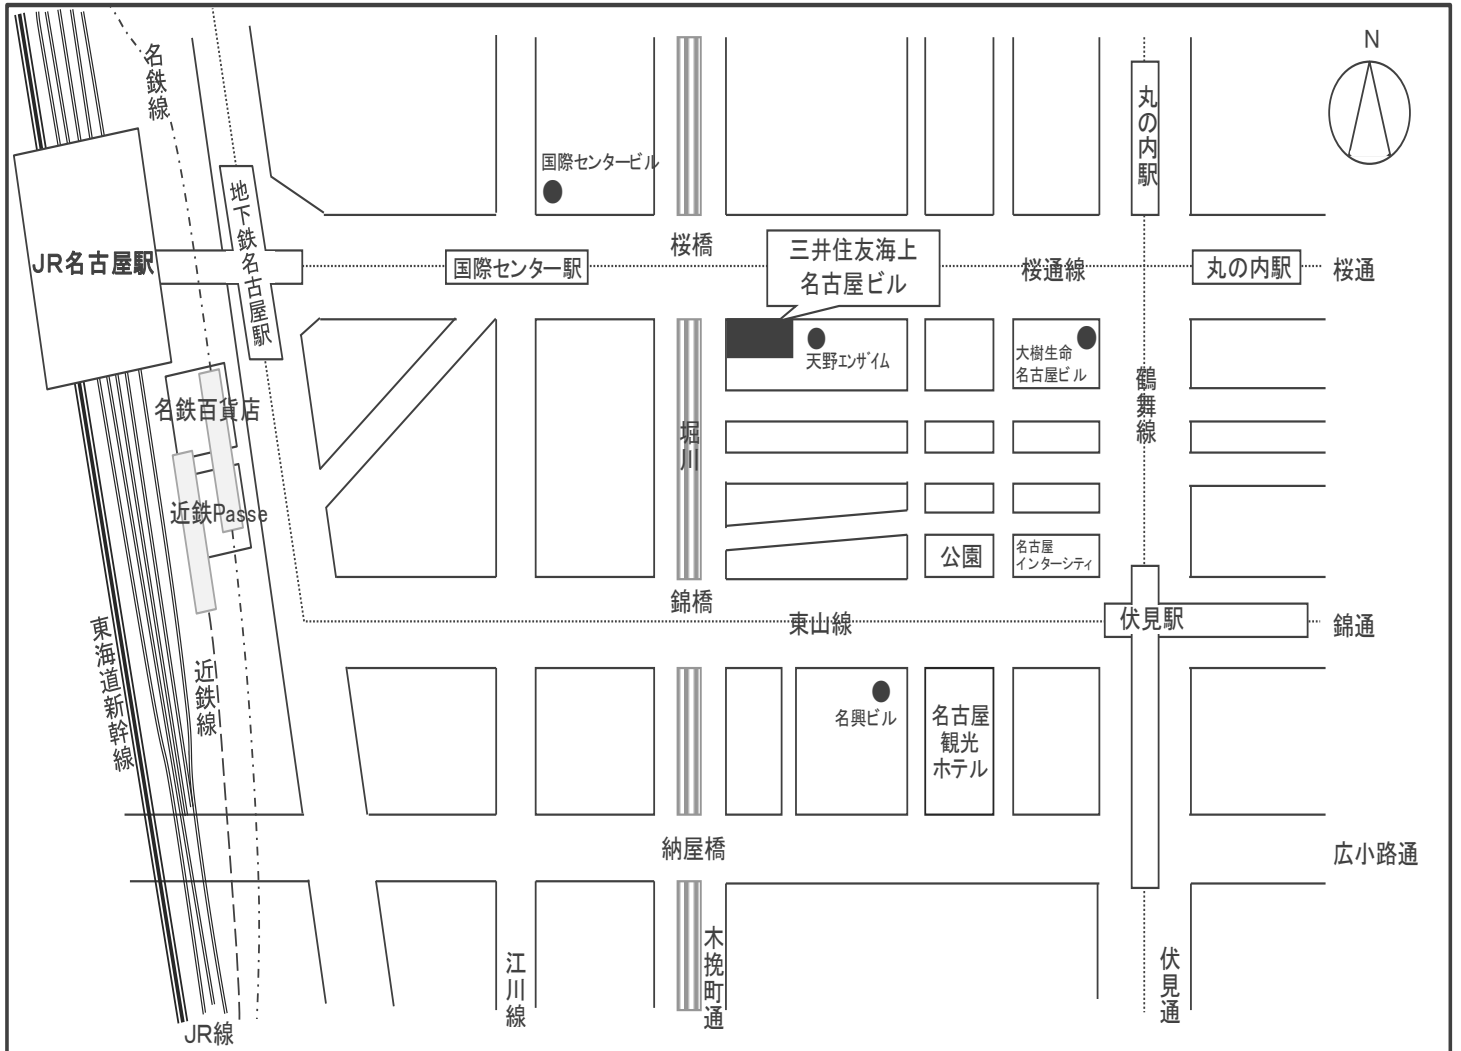 N
名鉄線
丸の内駅
国際センタービル
地下鉄名古屋駅
桜橋
三井住友海上
名古屋ビル
JR名古屋駅
国際センター駅
桜通線
丸の内駅
桜通
天野エンザイム
大樹生命
名古屋ビル
鶴舞線
名鉄百貨店
堀川
近鉄Passe
公園
名古屋
インターシティ
錦橋
東山線
伏見駅
錦通
東海道新幹線
近鉄線
名興ビル
名古屋
観光
ホテル
納屋橋
広小路通
江川線
木挽町通
伏見通
JR線